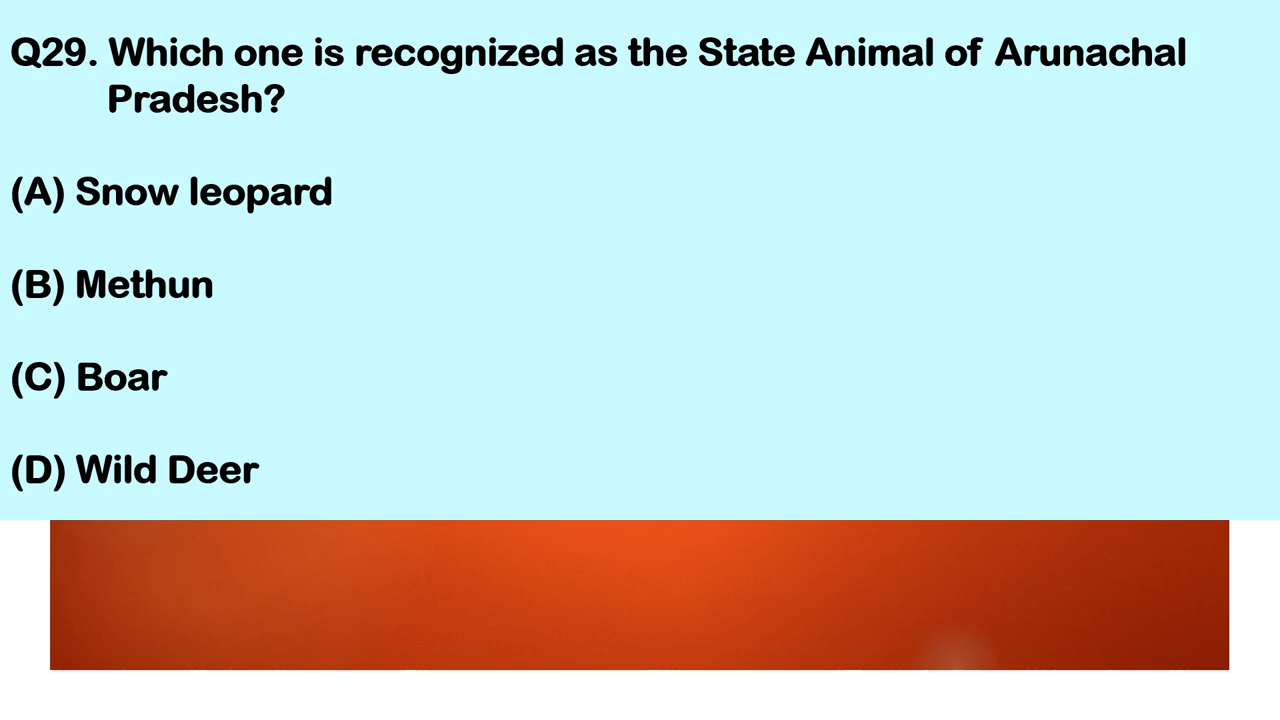 Q29. Which one is recognized as the State Animal of Arunachal
Pradesh?
(A) Snow leopard
(B) Methun
(C) Boar
(D) Wild Deer